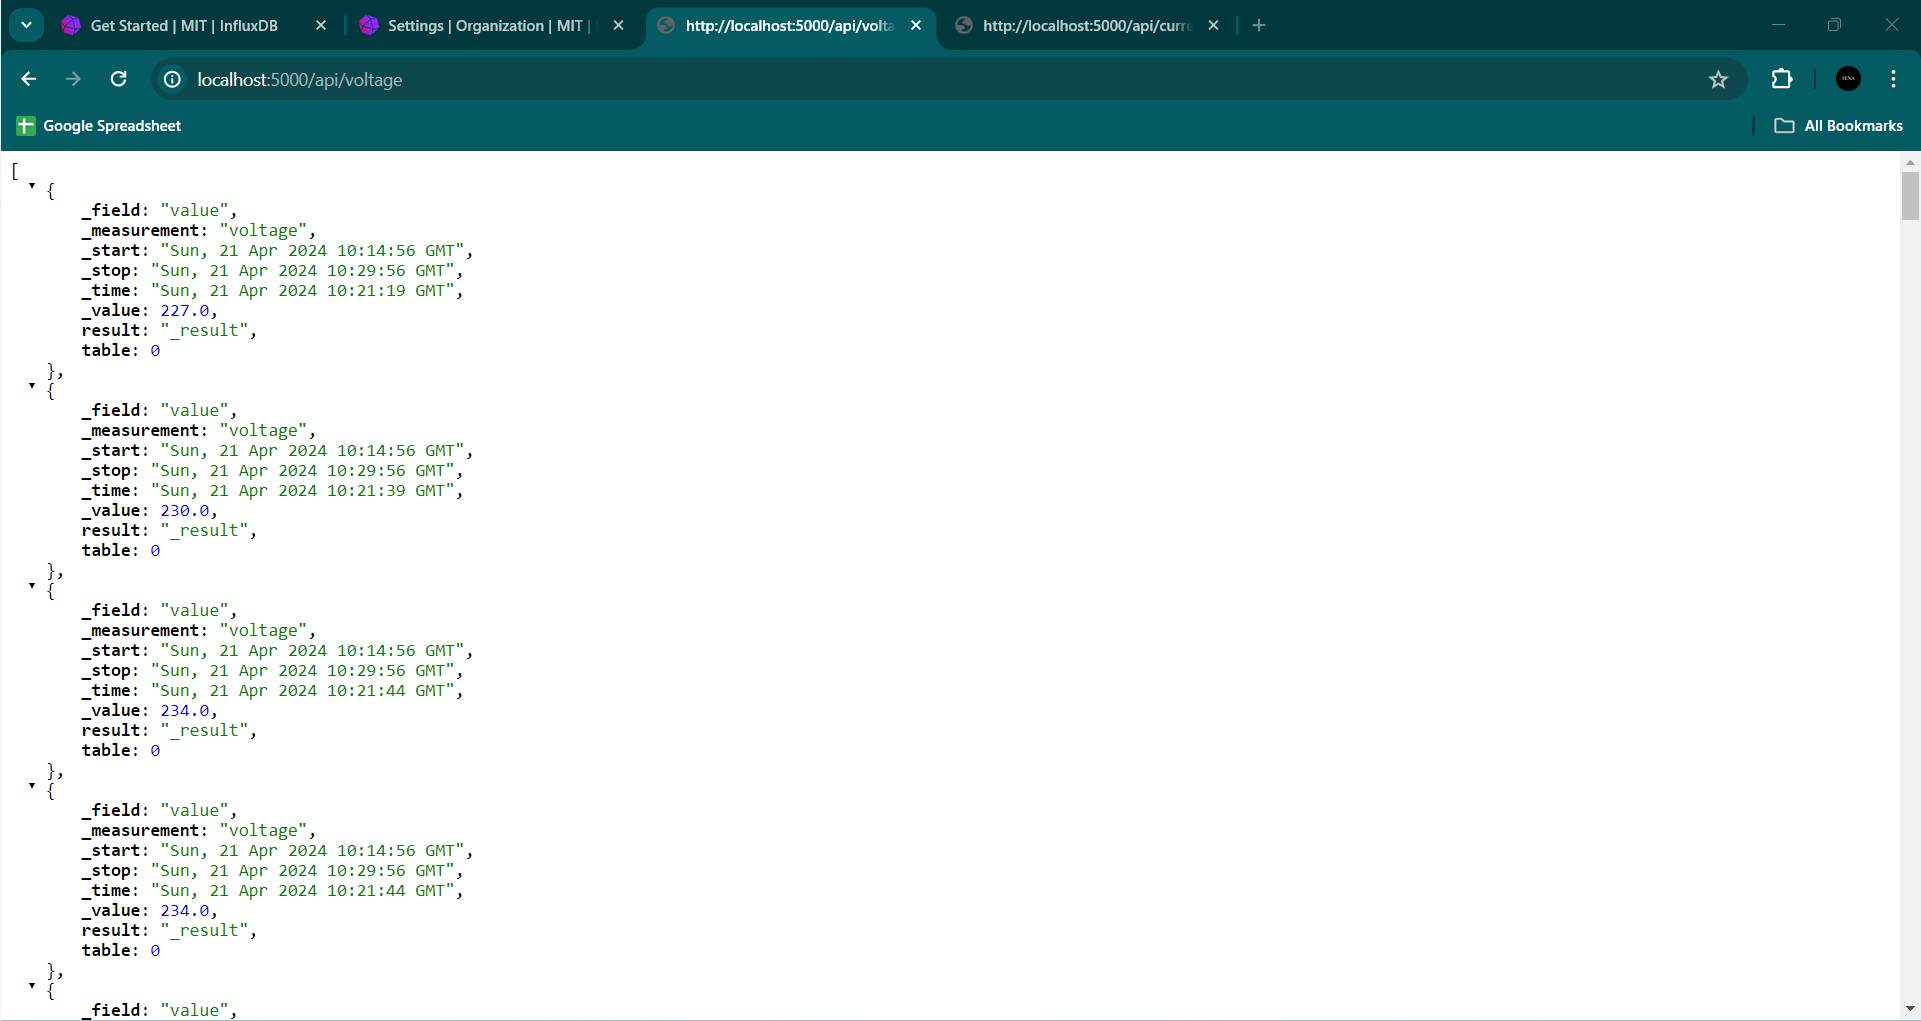 Get Started | MIT | InfluxDB
Settings | Organization | MIT |
http://localhost:5000/api/volta
http://localhost:5000/api/curre
localhost:5000/api/voltage
Google Spreadsheet
All Bookmarks
[
{
_field: "value",
_measurement: "voltage",
_start: "Sun, 21 Apr 2024 10:14:56 GMT",
_stop: "Sun, 21 Apr 2024 10:29:56 GMT",
_time: "Sun, 21 Apr 2024 10:21:19 GMT",
_value: 227.0,
result: "_result",
table: 0
},
{
_field: "value",
_measurement: "voltage",
_start: "Sun, 21 Apr 2024 10:14:56 GMT",
_stop: "Sun, 21 Apr 2024 10:29:56 GMT",
_time: "Sun, 21 Apr 2024 10:21:39 GMT",
_value: 230.0,
result: "_result",
table: 0
},
{
_field: "value",
_measurement: "voltage",
_start: "Sun, 21 Apr 2024 10:14:56 GMT",
_stop: "Sun, 21 Apr 2024 10:29:56 GMT",
_time: "Sun, 21 Apr 2024 10:21:44 GMT",
_value: 234.0,
result: "_result",
table: 0
},
{
_field: "value",
_measurement: "voltage",
_start: "Sun, 21 Apr 2024 10:14:56 GMT",
_stop: "Sun, 21 Apr 2024 10:29:56 GMT",
_time: "Sun, 21 Apr 2024 10:21:44 GMT",
_value: 234.0,
result: "_result",
table: 0
},
{
_field: "value",